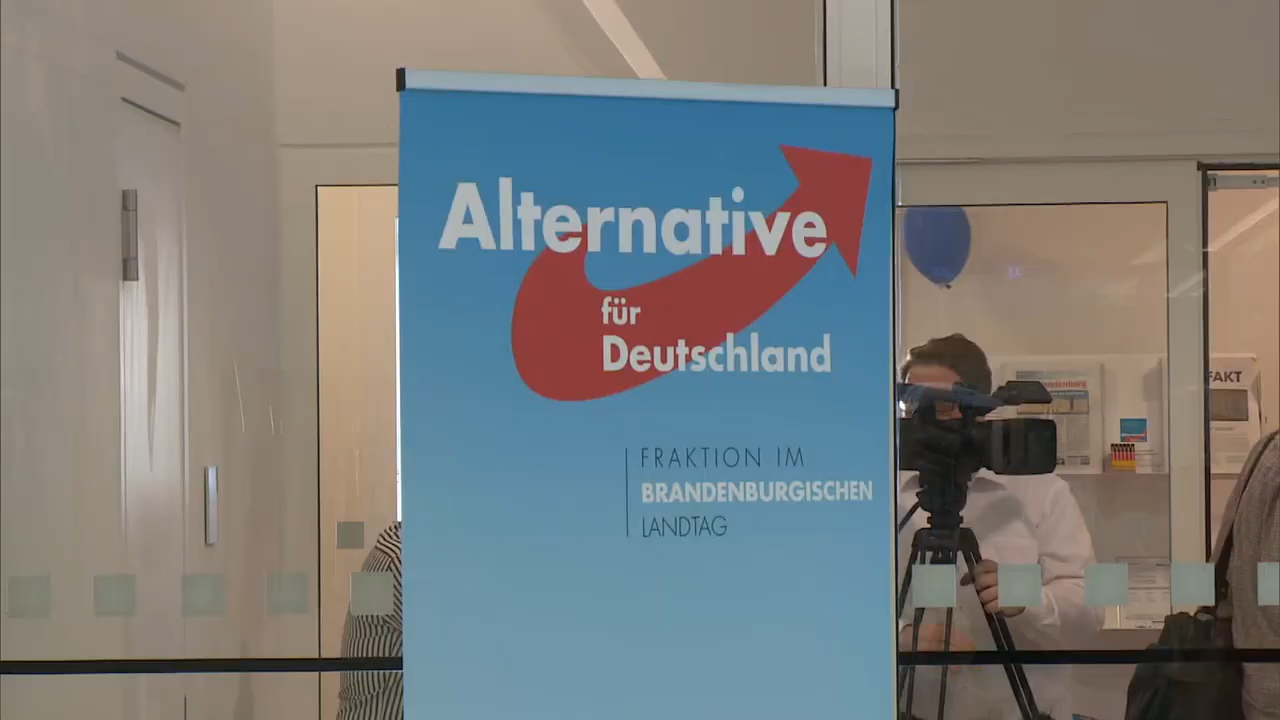 Alternative
für
Deutschland
FRAKTION IM
BRANDENBURGISCHEN
LANDTAG
FAKT